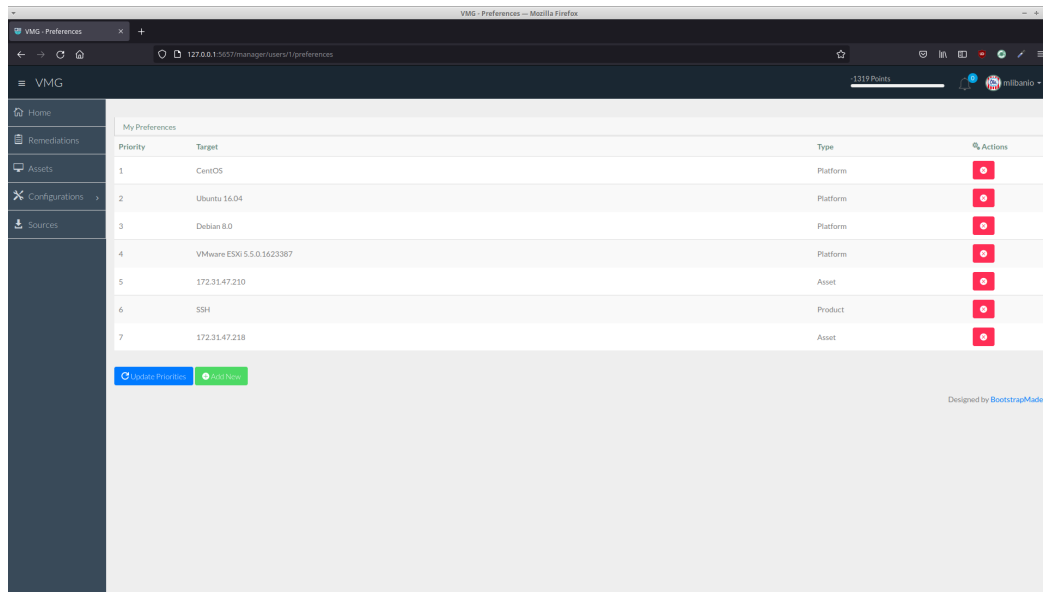 VMG - Preferences — Mozilla Firefox
VMG - Preferences
127.0.0.1:5657/manager/users/1/preferences
VMG
-1319 Points
0
mlibanio
Home
Remediations
Assets
Configurations
Sources
My Preferences
Priority Target Type Actions
1 CentOS Platform
2 Ubuntu 16.04 Platform
3 Debian 8.0 Platform
4 VMware ESXi 5.5.0.1623387 Platform
5 172.31.47.210 Asset
6 SSH Product
7 172.31.47.218 Asset
Update Priorities Add New
Designed by BootstrapMade